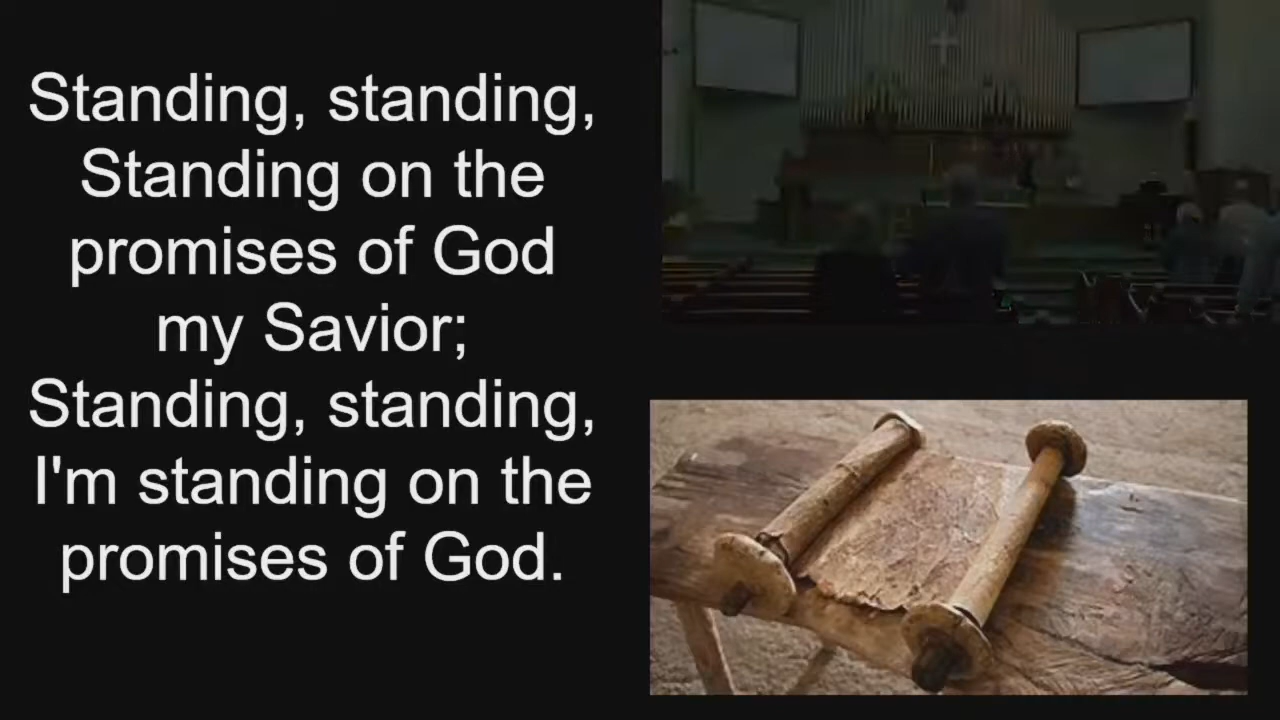 Standing, standing,
Standing on the
promises of God
my Savior;
Standing, standing,
I'm standing on the
promises of God.